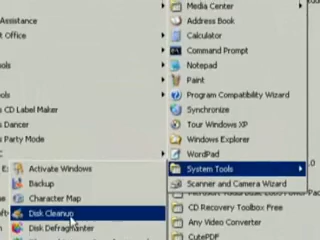 Media Center
Assistance
Address Book
t Office
Calculator
Command Prompt
Notepad
ools
Paint
Program Compatibility Wizard
s CD Label Maker
Synchronize
s Dancer
Tour Windows XP
s Party Mode
Windows Explorer
WordPad
Activate Windows
System Tools
Backup
Scanner and Camera Wizard
Character Map
CD Recovery Toolbox Free
Disk Cleanup
Any Video Converter
Disk Defragmenter
CutePDF